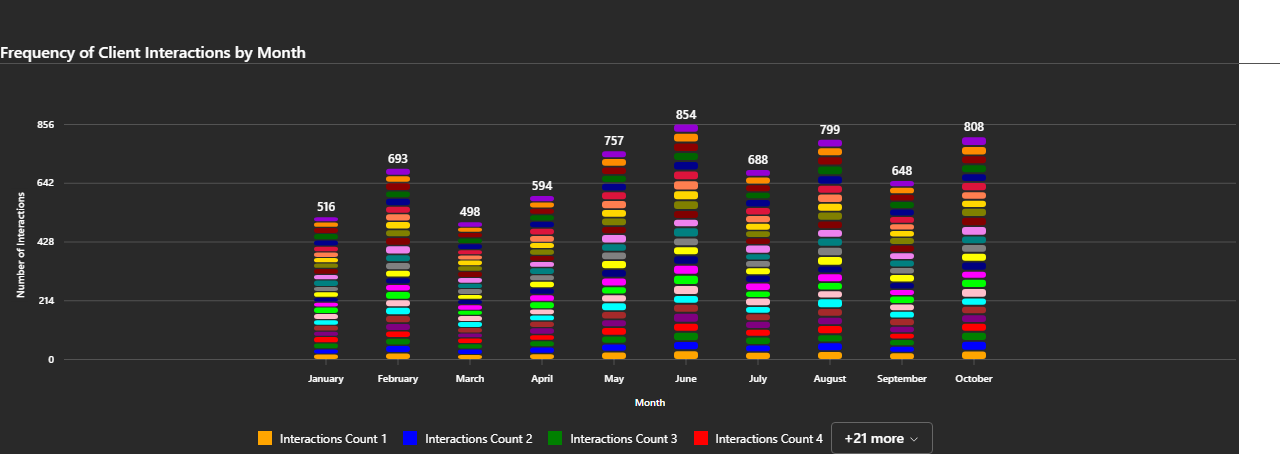 Frequency of Client Interactions by Month
856
642
428
214
0
Number of Interactions
516
693
498
594
757
854
688
799
648
808
January
February
March
April
May
June
July
August
September
October
Month
Interactions Count 1
Interactions Count 2
Interactions Count 3
Interactions Count 4
+21 more